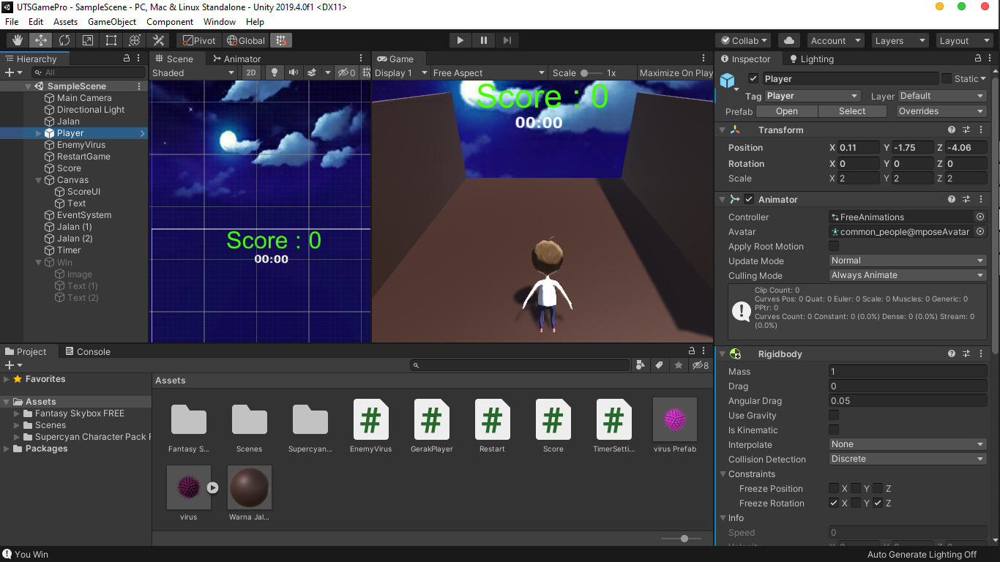 UTSGamePro - SampleScene - PC, Mac & Linux Standalone - Unity 2019.4.0f1 <DX11>
File Edit Assets GameObject Component Window Help
Pivot Global Collab Account Layers Layout
Hierarchy
All
SampleScene
Main Camera
Directional Light
Jalan
Player
EnemyVirus
RestartGame
Score
Canvas
ScoreUI
Text
EventSystem
Jalan (1)
Jalan (2)
Timer
Win
Image
Text (1)
Text (2)
Scene Animator
Shaded 2D 0
Score : 0
00:00
Game
Display 1 Free Aspect Scale 1x Maximize On Play
Score : 0
00:00
Inspector Lighting
Player Static
Tag Player Layer Default
Prefab Open Select Overrides
Transform
Position X 0.11 Y -1.75 Z -4.06
Rotation X 0 Y 0 Z 0
Scale X 2 Y 2 Z 2
Animator
Controller FreeAnimations
Avatar common_people@mposeAvatar
Apply Root Motion
Update Mode Normal
Culling Mode Always Animate
Clip Count: 0
Curves Pos: 0 Quat: 0 Euler: 0 Scale: 0 Muscles: 0 Generic: 0
PPtr: 0
Curves Count: 0 Constant: 0 (0.0%) Dense: 0 (0.0%) Stream: 0
(0.0%)
Rigidbody
Mass 1
Drag 0
Angular Drag 0.05
Use Gravity
Is Kinematic
Interpolate None
Collision Detection Discrete
Constraints
Freeze Position X Y Z
Freeze Rotation X Y Z
Info
Speed 0
Project Console
8
Favorites
Assets
Fantasy Skybox FREE
Scenes
Supercyan Character Pack F
Packages
Assets
Fantasy S... Scenes Supercyan... EnemyVirus GerakPlayer Restart Score TimerSetti... virus Prefab
virus Warna Jal...
You Win
Auto Generate Lighting Off